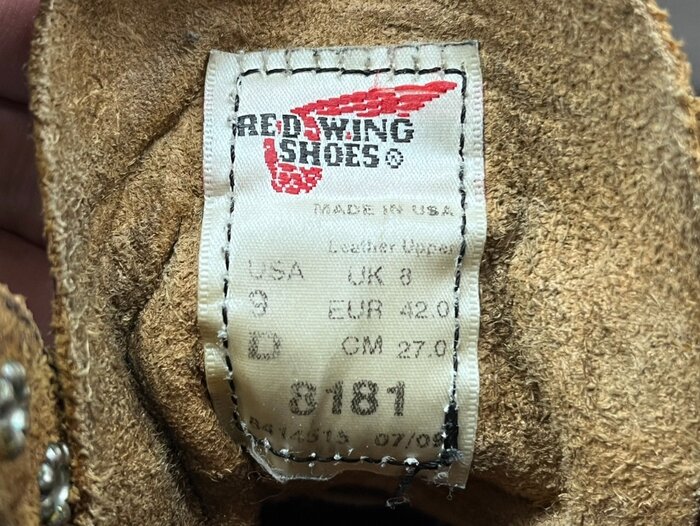 RED WING
SHOES®
MADE IN USA
Leather Upper
USA UK 8
9 EUR 42.0
D CM 27.0
8181
07/09